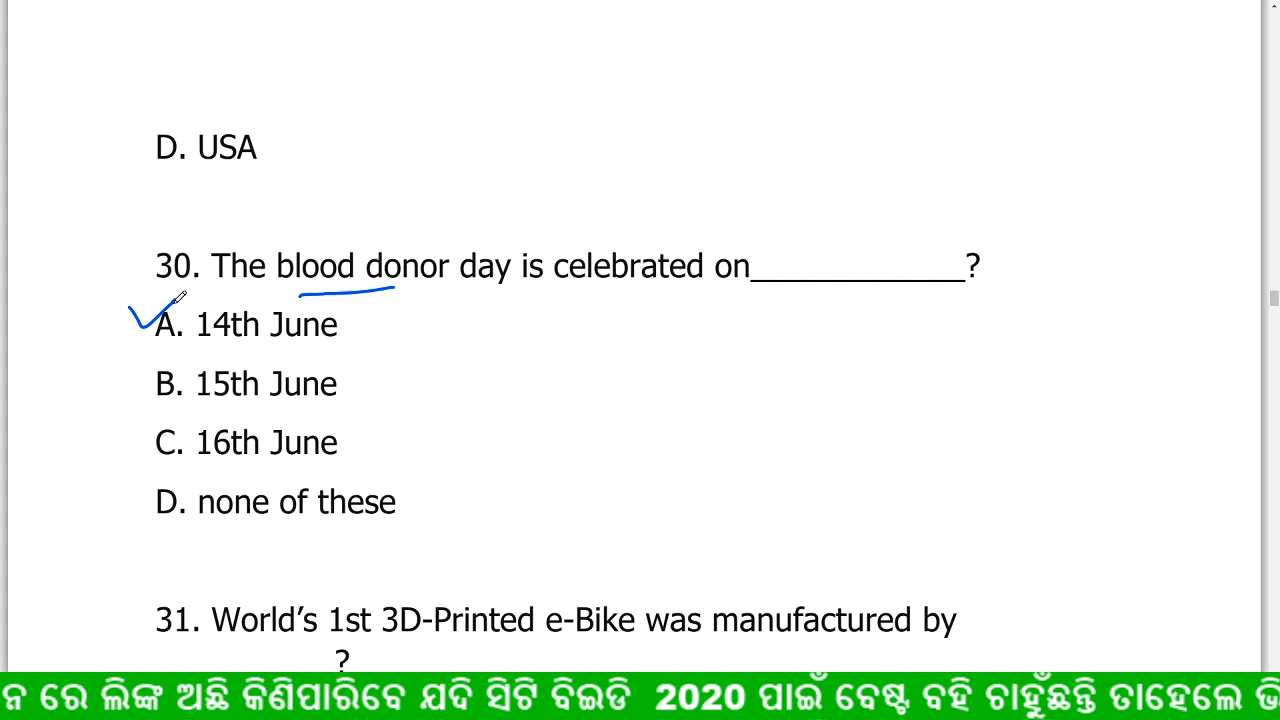 D. USA
30. The blood donor day is celebrated on_____________?
A. 14th June
B. 15th June
C. 16th June
D. none of these
31. World’s 1st 3D-Printed e-Bike was manufactured by
?
ନ ରେ ଲିଙ୍କ ଅଛି କିଣିପାରିବେ ଯଦି ସିଟି ବିଇଡି 2020 ପାଇଁ ବେଷ୍ଟ ବହି ଚାହୁଁଛନ୍ତି ତାହେଲେ ଭି